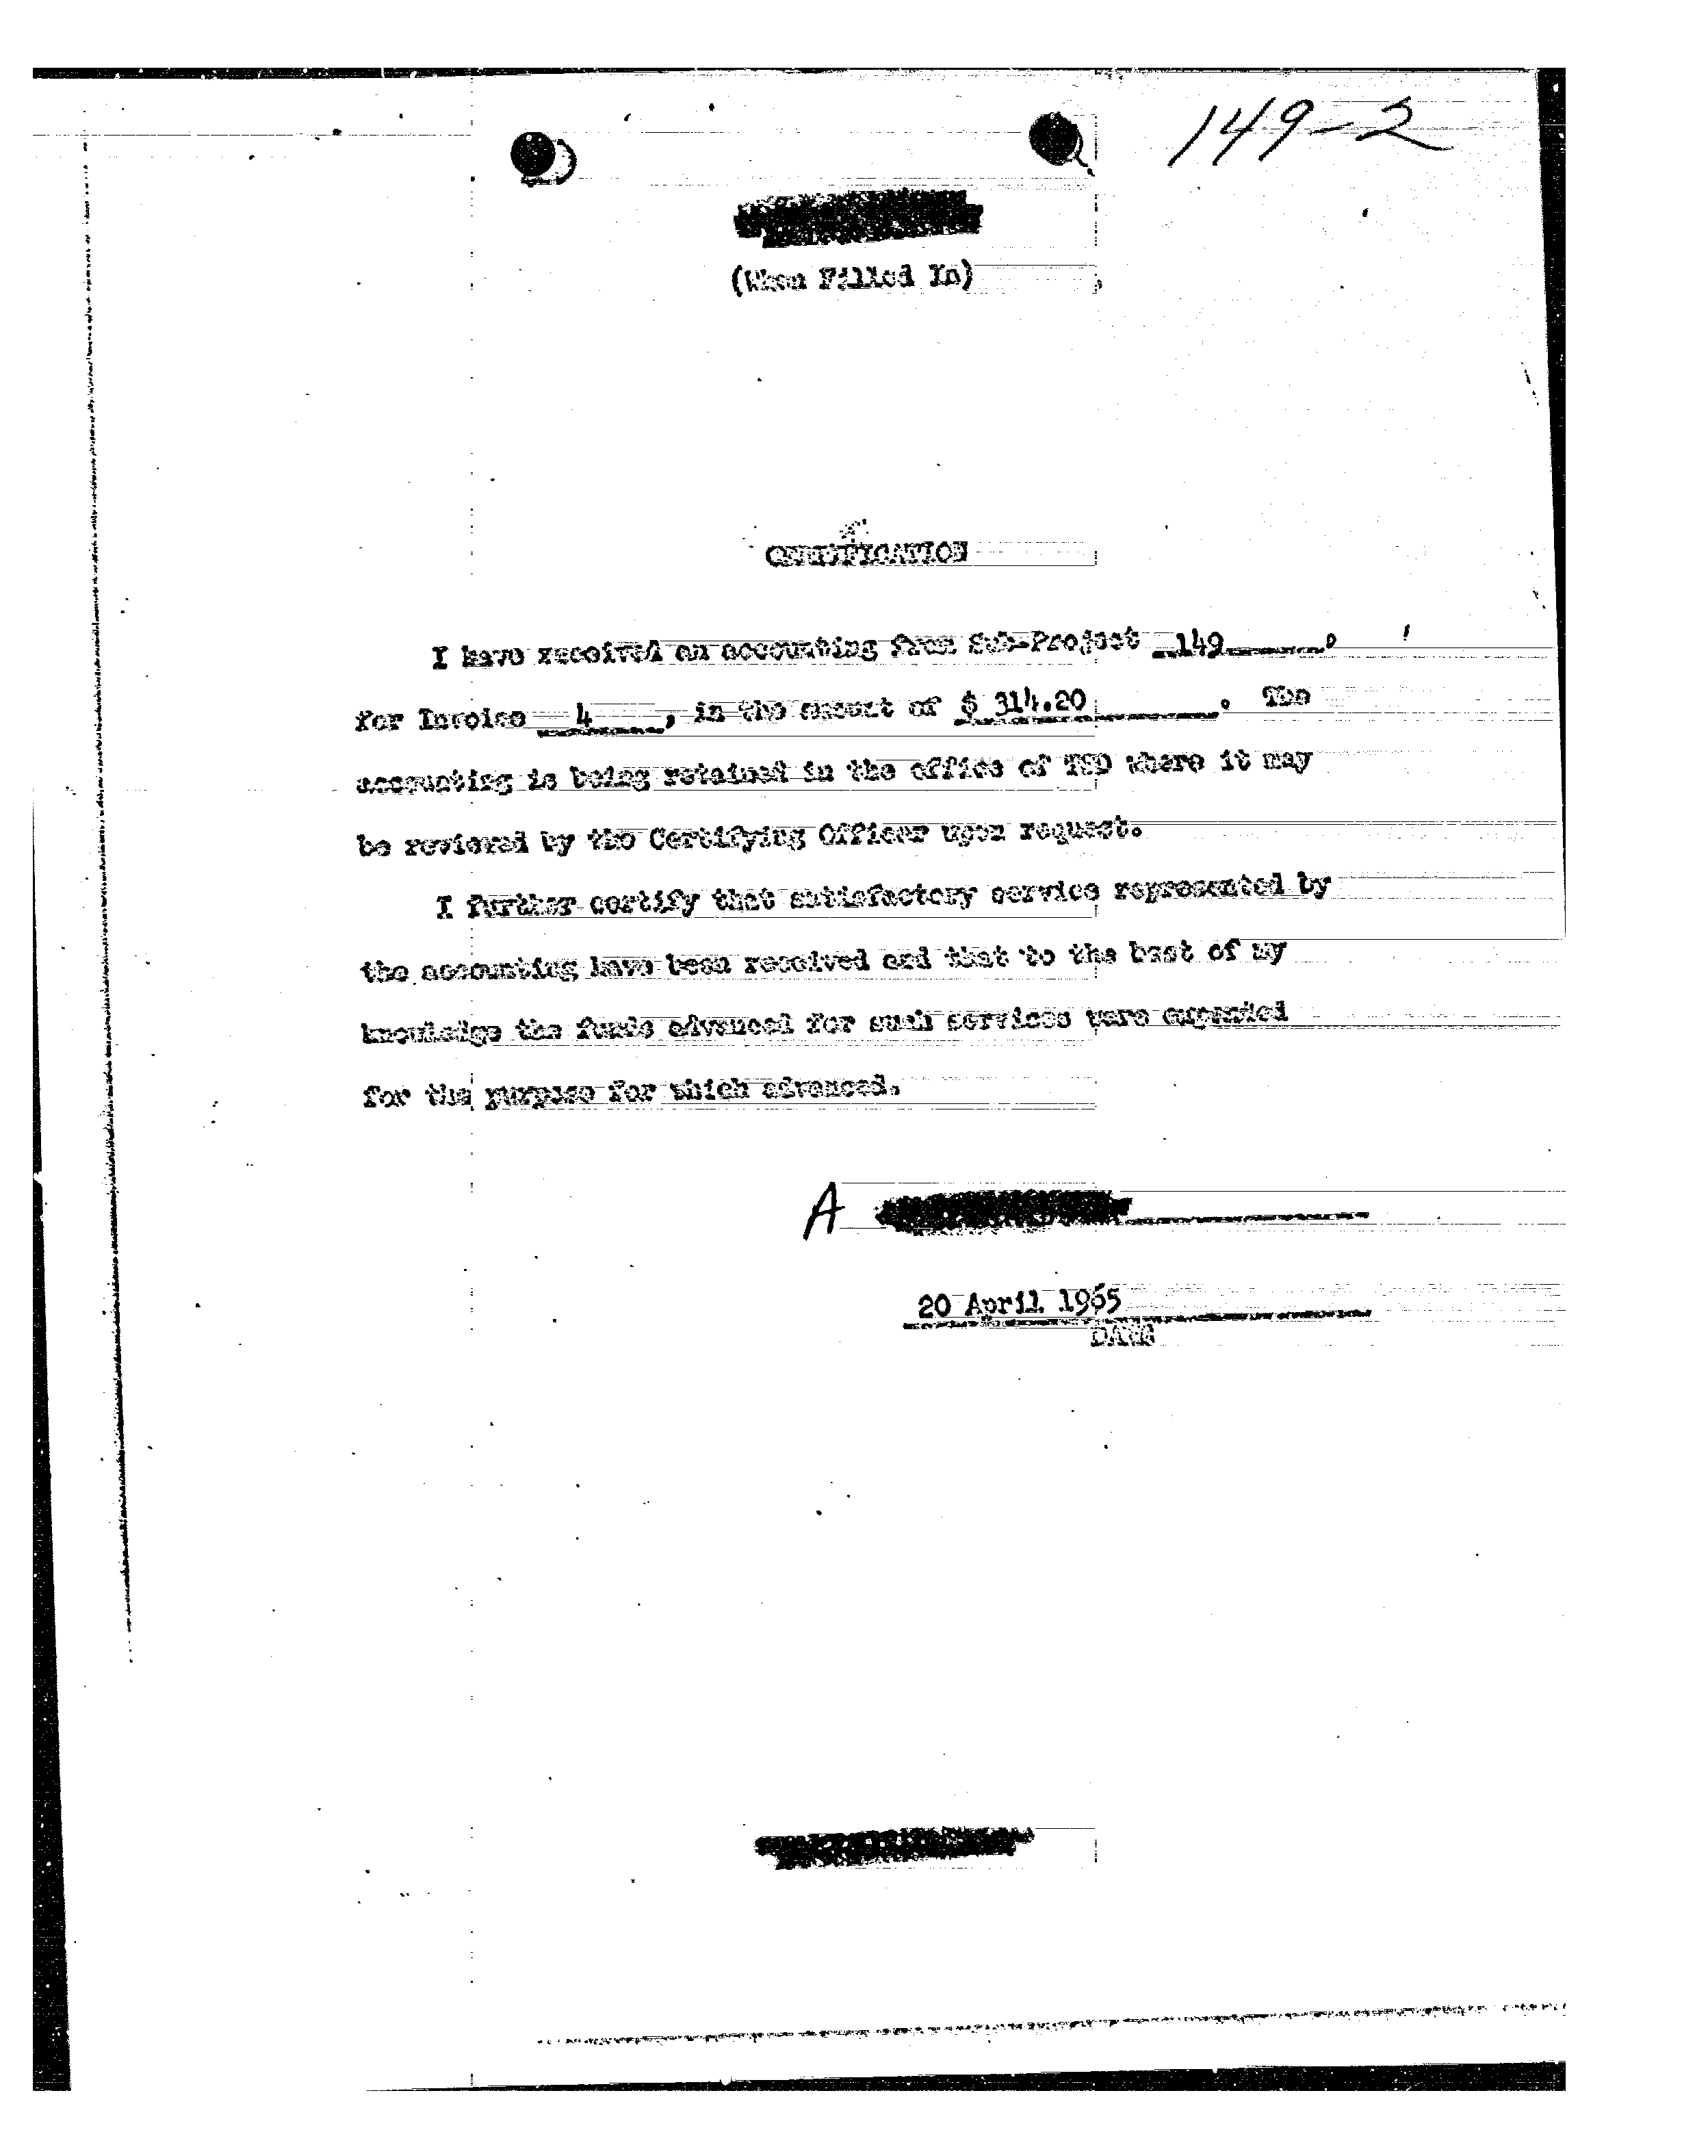 149-2
(When Filled In)
CERTIFICATION
I have received an accounting from Sub-Project 149.
for Invoice 4, in the amount of $ 314.20. The
accounting is being retained in the office of TSD where it may
be reviewed by the Certifying Officer upon request.
I further certify that satisfactory service represented by
the accounting have been received and that to the best of my
knowledge the funds advanced for such services were expended
for the purpose for which advanced.
A
20 April 1965
DATE